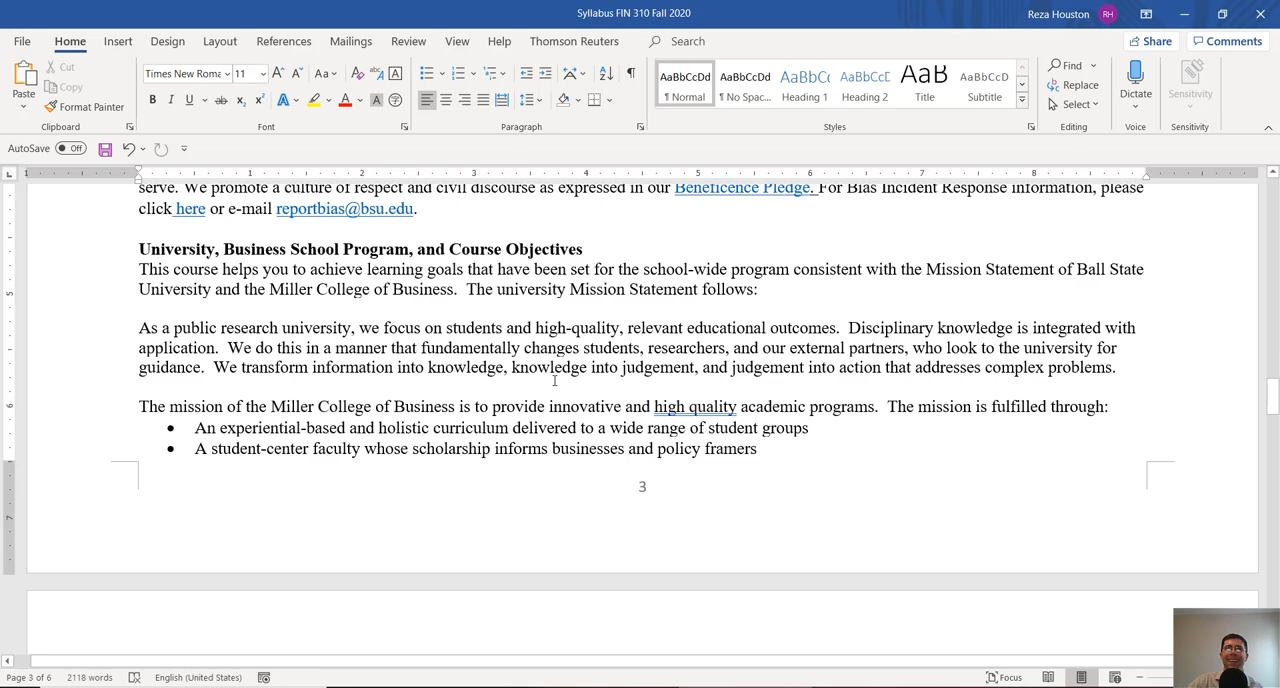 Syllabus FIN 310 Fall 2020
Reza Houston RH
File Home Insert Design Layout References Mailings Review View Help Thomson Reuters Search Share Comments
Paste Cut Copy Format Painter
Times New Roma 11
AaBbCcDd AaBbCcDd AaBbCc AaBbCcD AaB AaBbCcD
¶ Normal ¶ No Spac... Heading 1 Heading 2 Title Subtitle
Find Replace Select
Dictate Sensitivity
Clipboard Font Paragraph Styles Editing Voice Sensitivity
AutoSave Off
1 1 2 3 4 5 6 7 8
serve. We promote a culture of respect and civil discourse as expressed in our Beneficence Pledge. For Bias Incident Response information, please
click here or e-mail reportbias@bsu.edu.
University, Business School Program, and Course Objectives
This course helps you to achieve learning goals that have been set for the school-wide program consistent with the Mission Statement of Ball State
University and the Miller College of Business.  The university Mission Statement follows:
As a public research university, we focus on students and high-quality, relevant educational outcomes.  Disciplinary knowledge is integrated with
application.  We do this in a manner that fundamentally changes students, researchers, and our external partners, who look to the university for
guidance.  We transform information into knowledge, knowledge into judgement, and judgement into action that addresses complex problems.
The mission of the Miller College of Business is to provide innovative and high quality academic programs.  The mission is fulfilled through:
• An experiential-based and holistic curriculum delivered to a wide range of student groups
• A student-center faculty whose scholarship informs businesses and policy framers
3
Page 3 of 6 2118 words English (United States) Focus